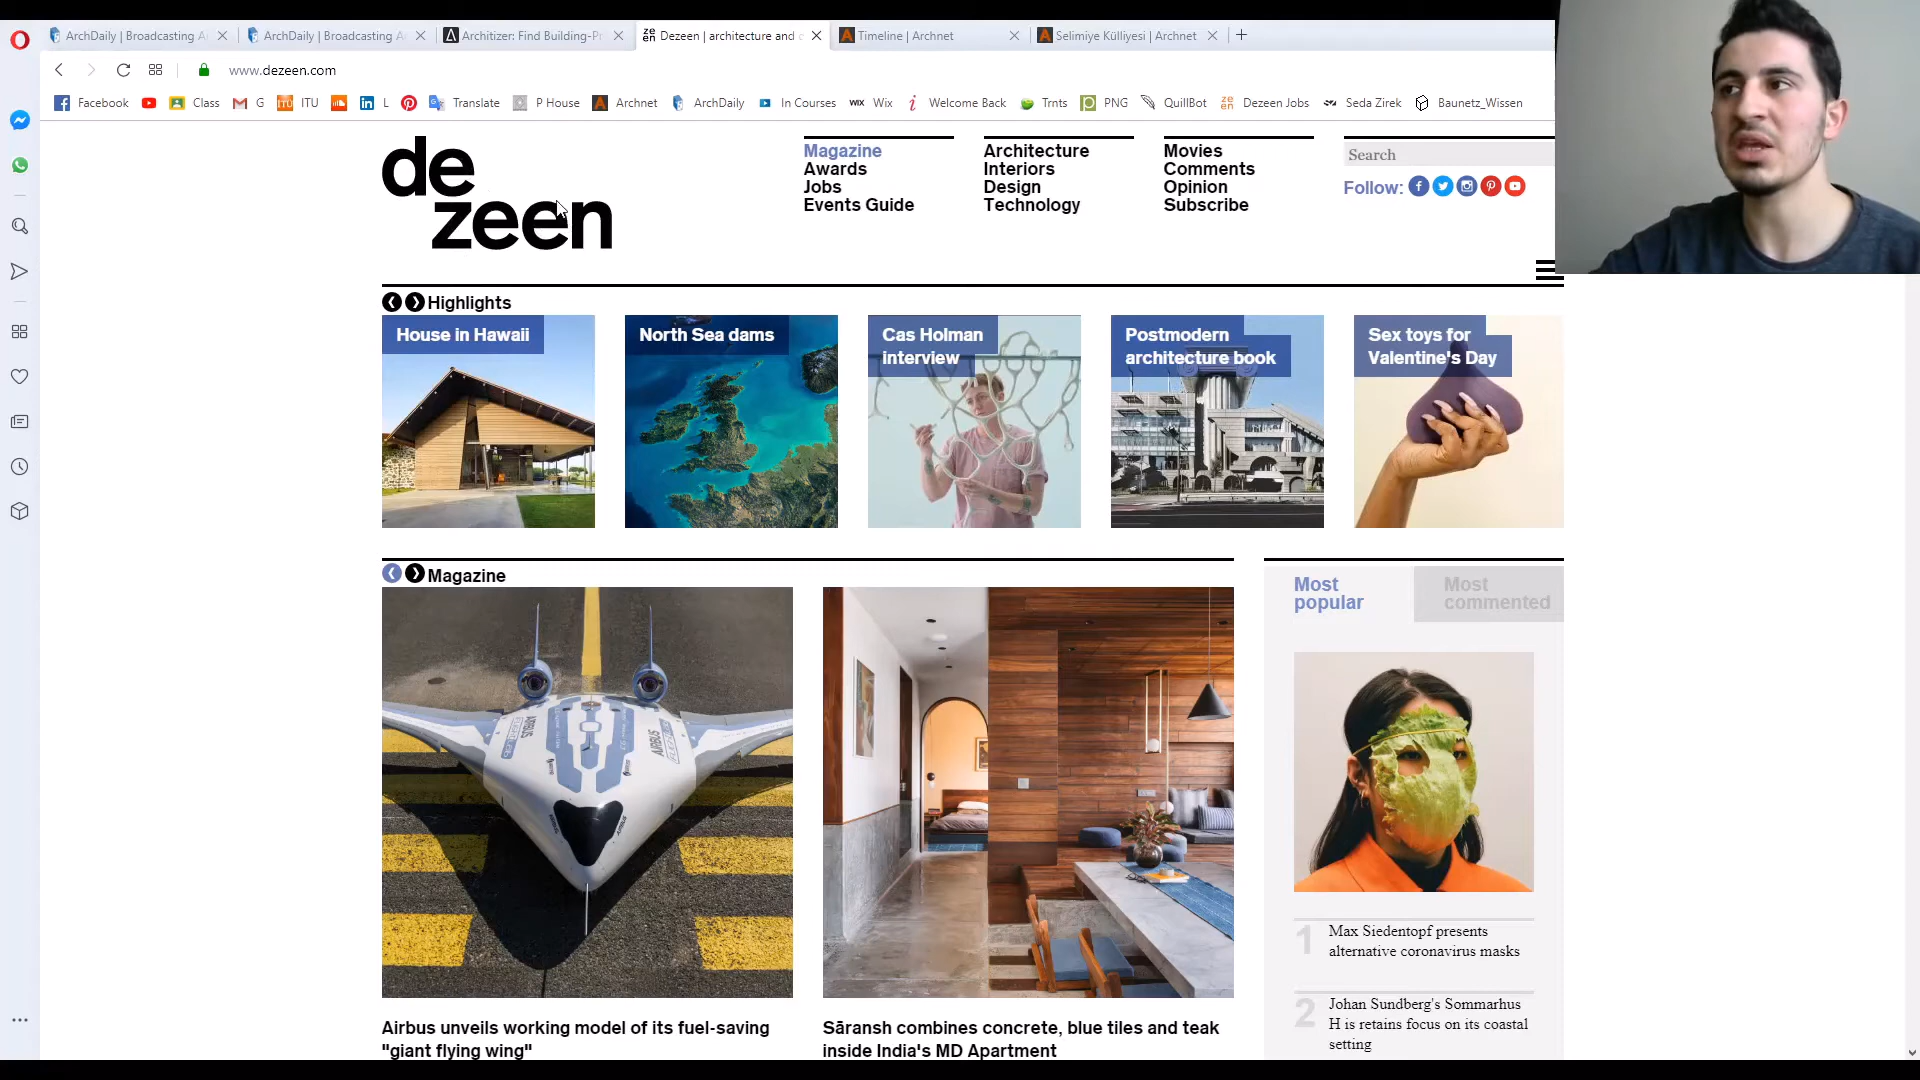 ArchDaily | Broadcasting A
ArchDaily | Broadcasting A
Architizer: Find Building-P
Dezeen | architecture and
Timeline | Archnet
Selimiye Külliyesi | Archnet
www.dezeen.com
Facebook
Class
G
ITU
L
Translate
P House
Archnet
ArchDaily
In Courses
Wix
Welcome Back
Trnts
PNG
QuillBot
Dezeen Jobs
Seda Zirek
Baunetz_Wissen
de
zeen
Magazine
Awards
Jobs
Events Guide
Architecture
Interiors
Design
Technology
Movies
Comments
Opinion
Subscribe
Search
Follow:
Highlights
House in Hawaii
North Sea dams
Cas Holman
interview
Postmodern
architecture book
Sex toys for
Valentine's Day
Magazine
Most
popular
Most
commented
AIRBUS
AIRBUS
Airbus unveils working model of its fuel-saving
"giant flying wing"
Sāransh combines concrete, blue tiles and teak
inside India's MD Apartment
1
Max Siedentopf presents
alternative coronavirus masks
2
Johan Sundberg's Sommarhus
H is retains focus on its coastal
setting